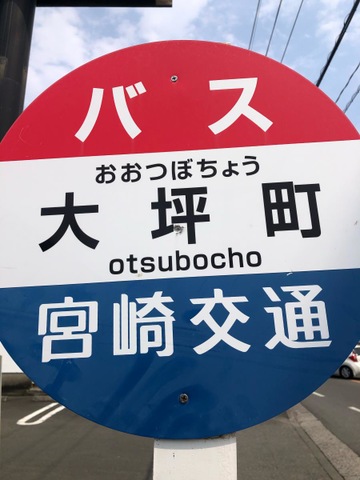 バス
おおつぼちょう
大坪町
otsubocho
宮崎交通